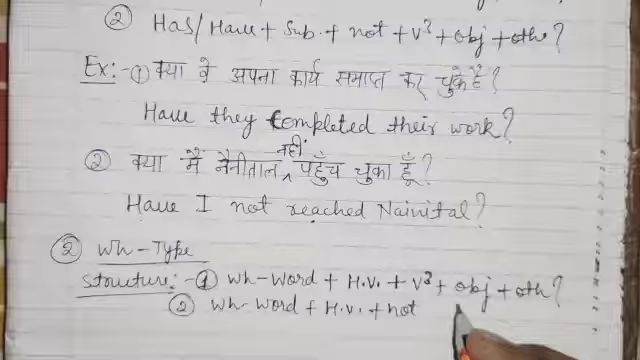 ② Has/Have + Sub. + not + V³ + obj + oth?
Ex:- ① क्या वे अपना कार्य समाप्त कर चुके हैं?
Have they completed their work?
② क्या मैं नैनीताल नहीं पहुँच चुका हूँ?
Have I not reached Nainital?
② Wh-Type
Structure:- ① Wh-Word + H.V. + V³ + obj + oth?
② Wh-Word + H.V. + not